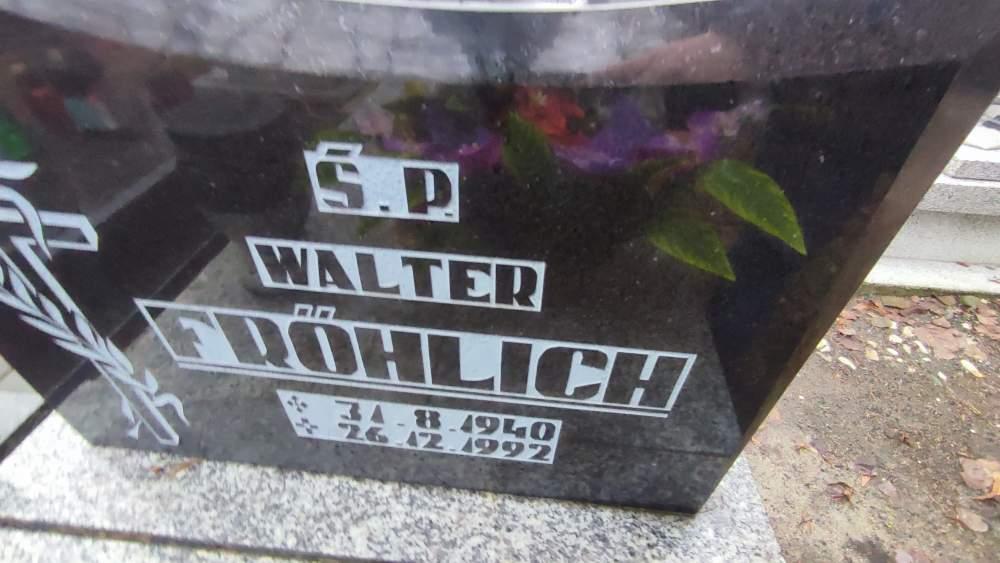 Ś.P.
WALTER
FRÖHLICH
31.8.1940
26.12.1992